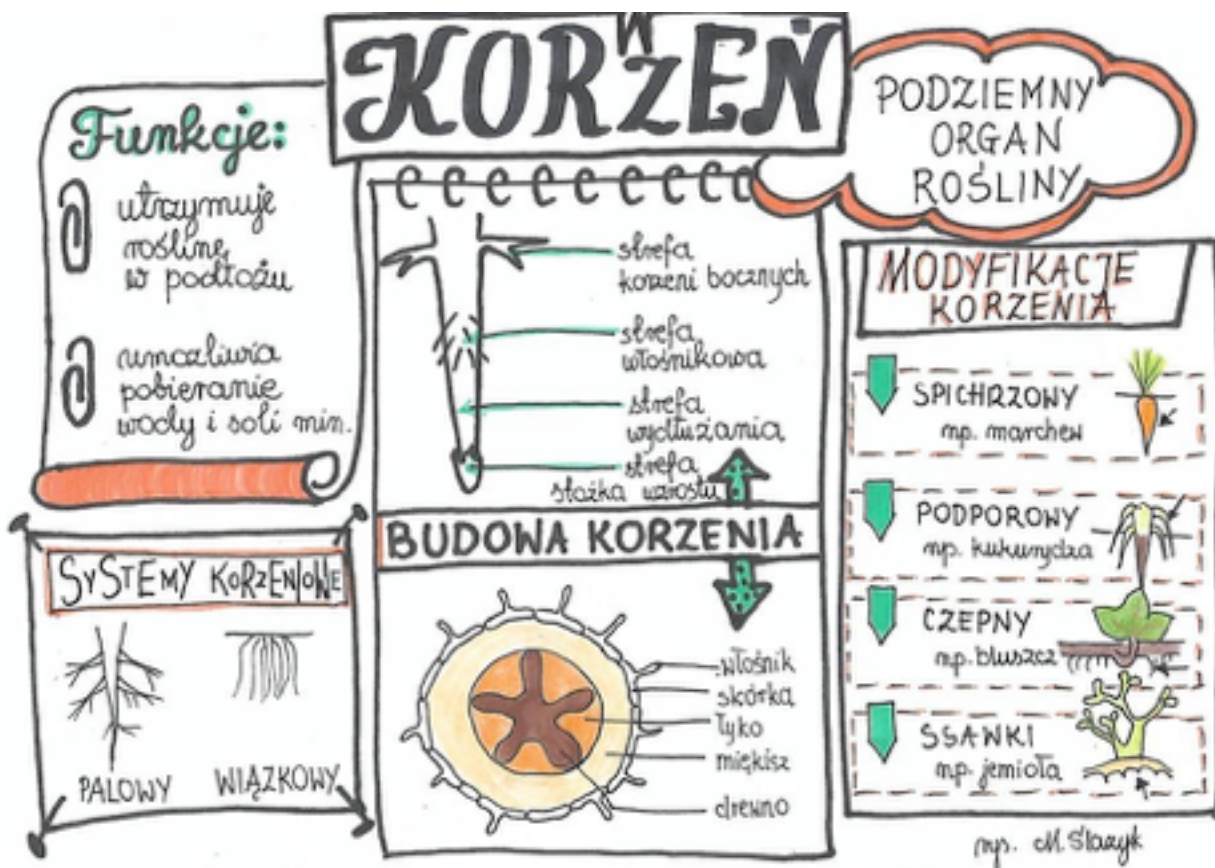 KORZEŃ
PODZIEMNY
ORGAN
ROŚLINY
Funkcje:
utrzymuje
roślinę
w podłożu
umożliwia
pobieranie
wody i soli min.
SYSTEMY KORZENIOWE
PALOWY
WIĄZKOWY
strefa
korzeni bocznych
strefa
włośnikowa
strefa
wydłużania
strefa
stożka wzrostu
BUDOWA KORZENIA
włośnik
skórka
łyko
miękisz
drewno
MODYFIKACJE
KORZENIA
SPICHRZOWY
np. marchew
PODPOROWY
np. kukurydza
CZEPNY
np. bluszcz
SSAWKI
np. jemioła
rys. M. Ślazyk